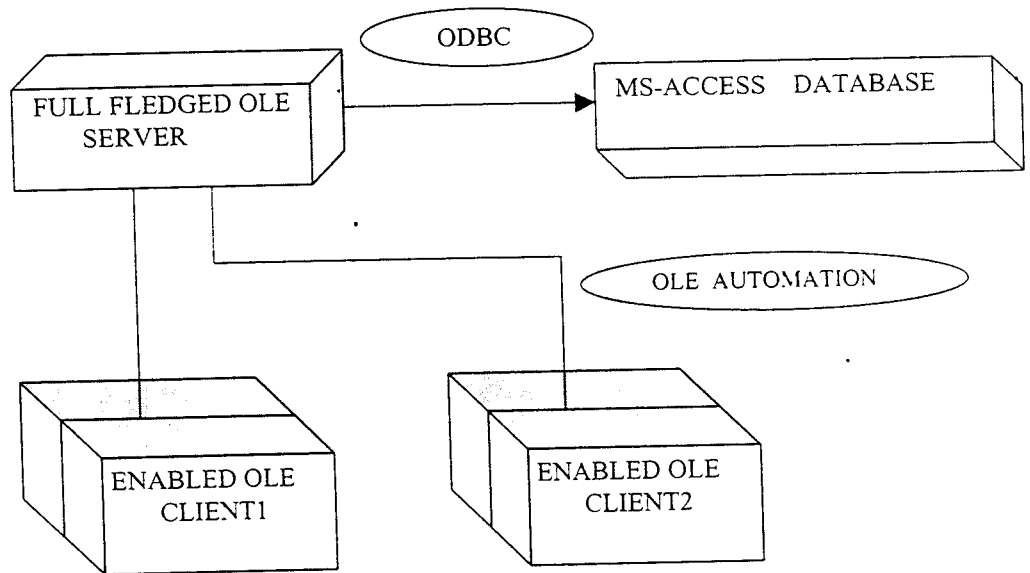 ODBC
FULL FLEDGED OLE
SERVER
MS-ACCESS DATABASE
OLE AUTOMATION
ENABLED OLE
CLIENT1
ENABLED OLE
CLIENT2